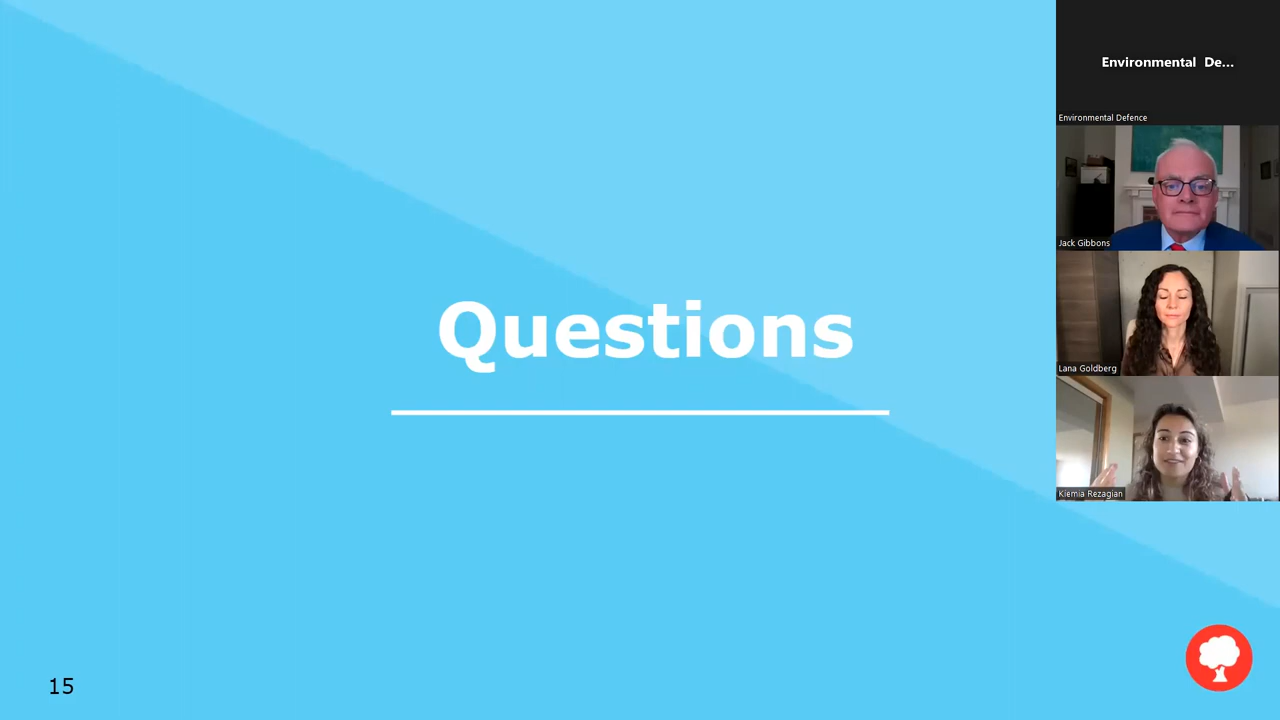 Questions
15
Environmental De...
Environmental Defence
Jack Gibbons
Lana Goldberg
Kiemia Rezagian